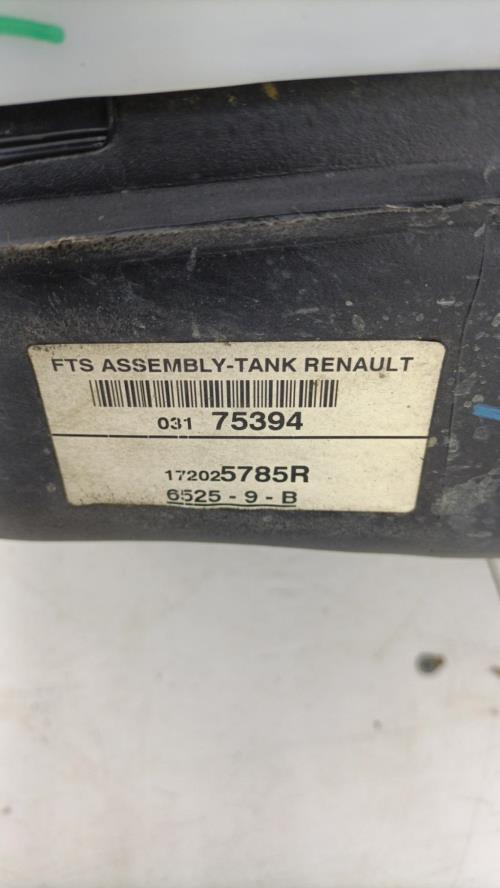 FTS ASSEMBLY-TANK RENAULT
031 75394
172025785R
6525 - 9 - B